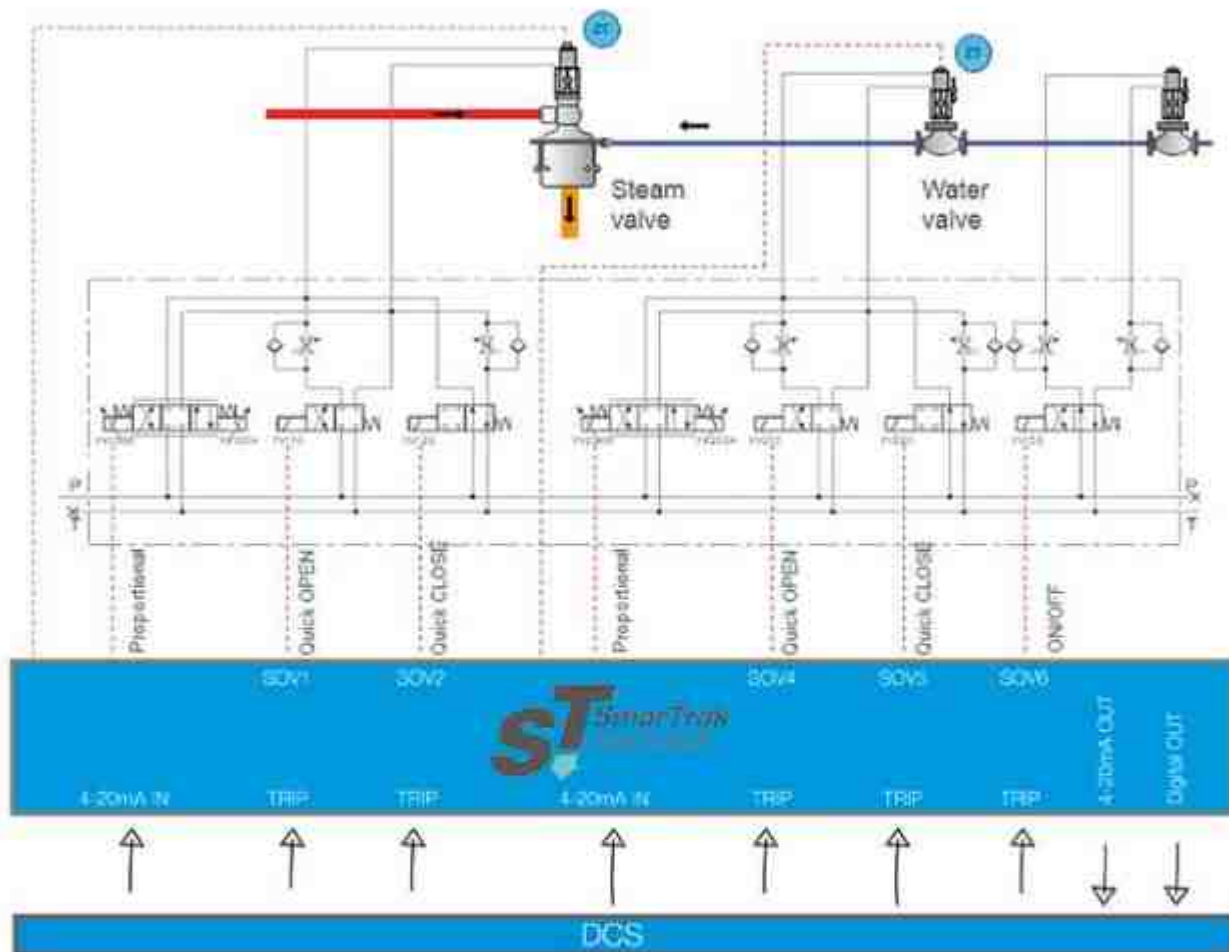 Steam
valve
Water
valve
P
T
Proportional
Quick OPEN
Quick CLOSE
Proportional
Quick OPEN
Quick CLOSE
ON/OFF
SOV1
SOV2
SOV4
SOV5
SOV6
ST SmarTrak
4-20mA IN
TRIP
TRIP
4-20mA IN
TRIP
TRIP
TRIP
4-20mA OUT
Digital OUT
DCS